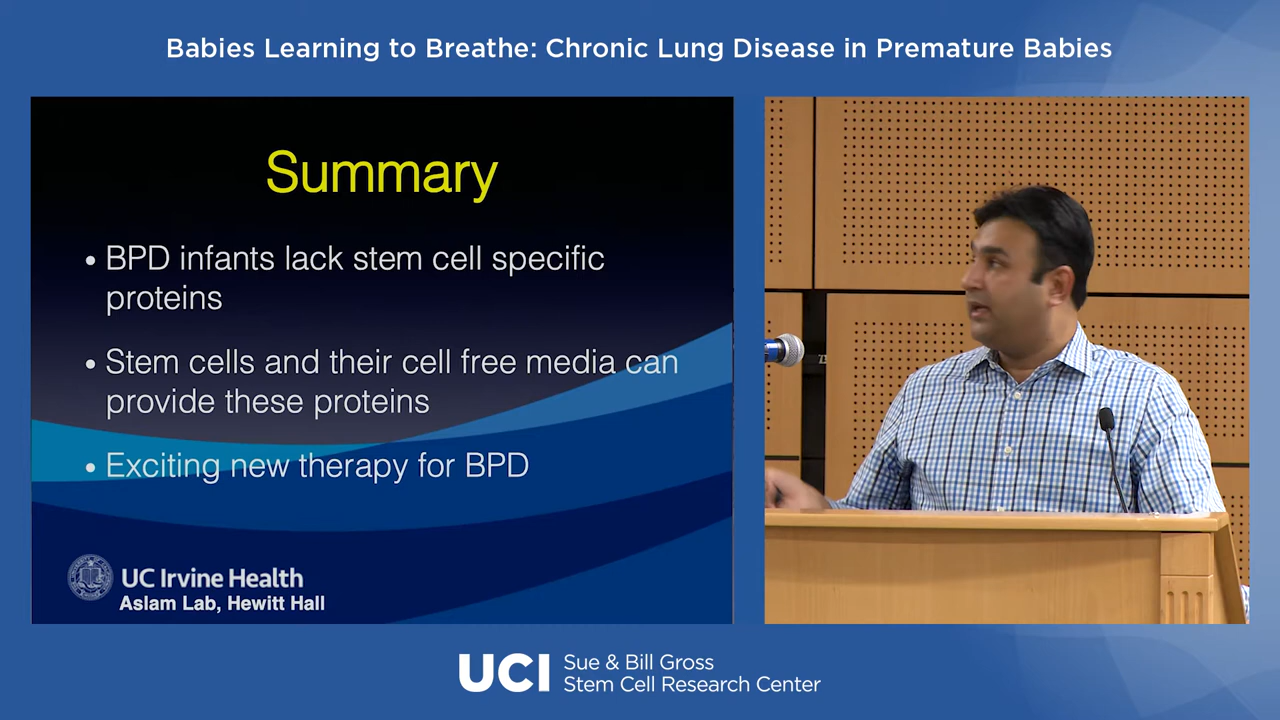 Babies Learning to Breathe: Chronic Lung Disease in Premature Babies
Summary
• BPD infants lack stem cell specific
proteins
• Stem cells and their cell free media can
provide these proteins
• Exciting new therapy for BPD
UC Irvine Health
Aslam Lab, Hewitt Hall
UCI
Sue & Bill Gross
Stem Cell Research Center